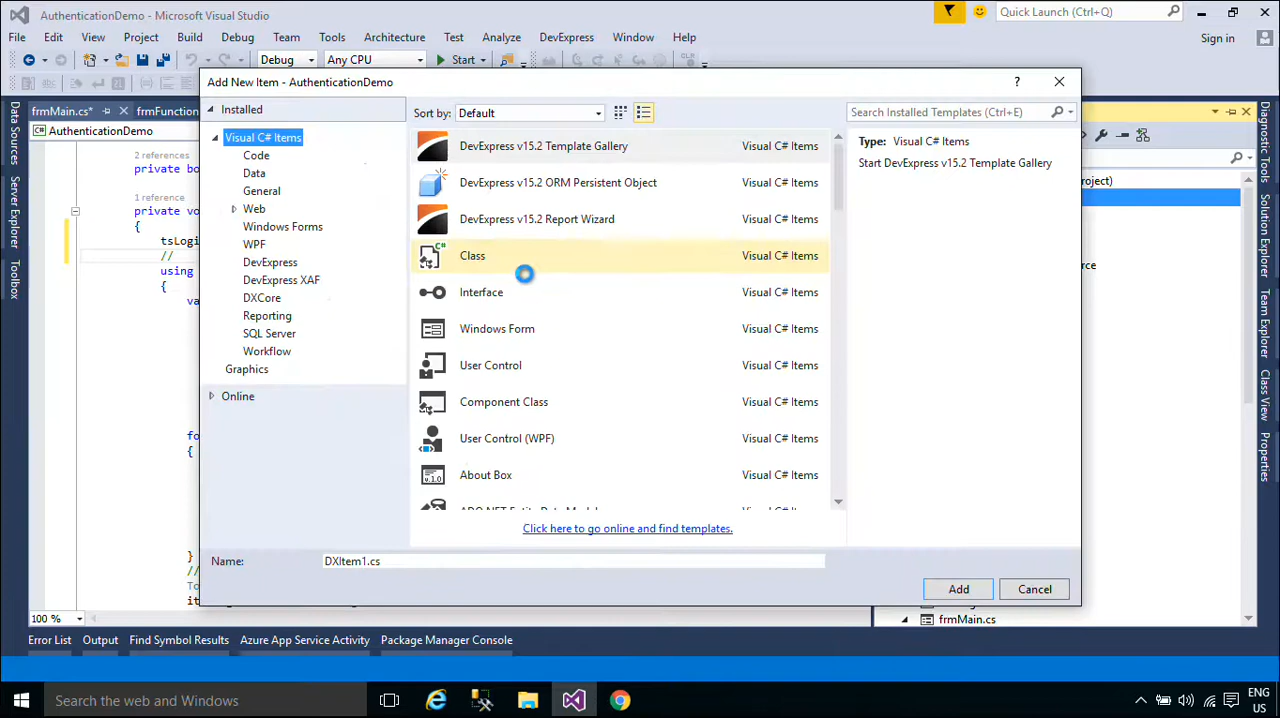 AuthenticationDemo - Microsoft Visual Studio
Quick Launch (Ctrl+Q)
File Edit View Project Build Debug Team Tools Architecture Test Analyze DevExpress Window Help
Sign in
Debug Any CPU Start
frmMain.cs* frmFunction
AuthenticationDemo
Data Sources
Server Explorer
Toolbox
2 references
private bo
1 reference
private vo
{
tsLogi
//
using
{
va
fo
{
}
//
To
it
100 %
Add New Item - AuthenticationDemo
Installed
Visual C# Items
Code
Data
General
Web
Windows Forms
WPF
DevExpress
DevExpress XAF
DXCore
Reporting
SQL Server
Workflow
Graphics
Online
Sort by: Default
Search Installed Templates (Ctrl+E)
DevExpress v15.2 Template Gallery Visual C# Items
DevExpress v15.2 ORM Persistent Object Visual C# Items
DevExpress v15.2 Report Wizard Visual C# Items
Class Visual C# Items
Interface Visual C# Items
Windows Form Visual C# Items
User Control Visual C# Items
Component Class Visual C# Items
User Control (WPF) Visual C# Items
About Box Visual C# Items
Click here to go online and find templates.
Type: Visual C# Items
Start DevExpress v15.2 Template Gallery
Name: DXItem1.cs
Add Cancel
roject)
rce
frmMain.cs
Diagnostic Tools
Solution Explorer
Team Explorer
Class View
Properties
Error List Output Find Symbol Results Azure App Service Activity Package Manager Console
Search the web and Windows
ENG
US